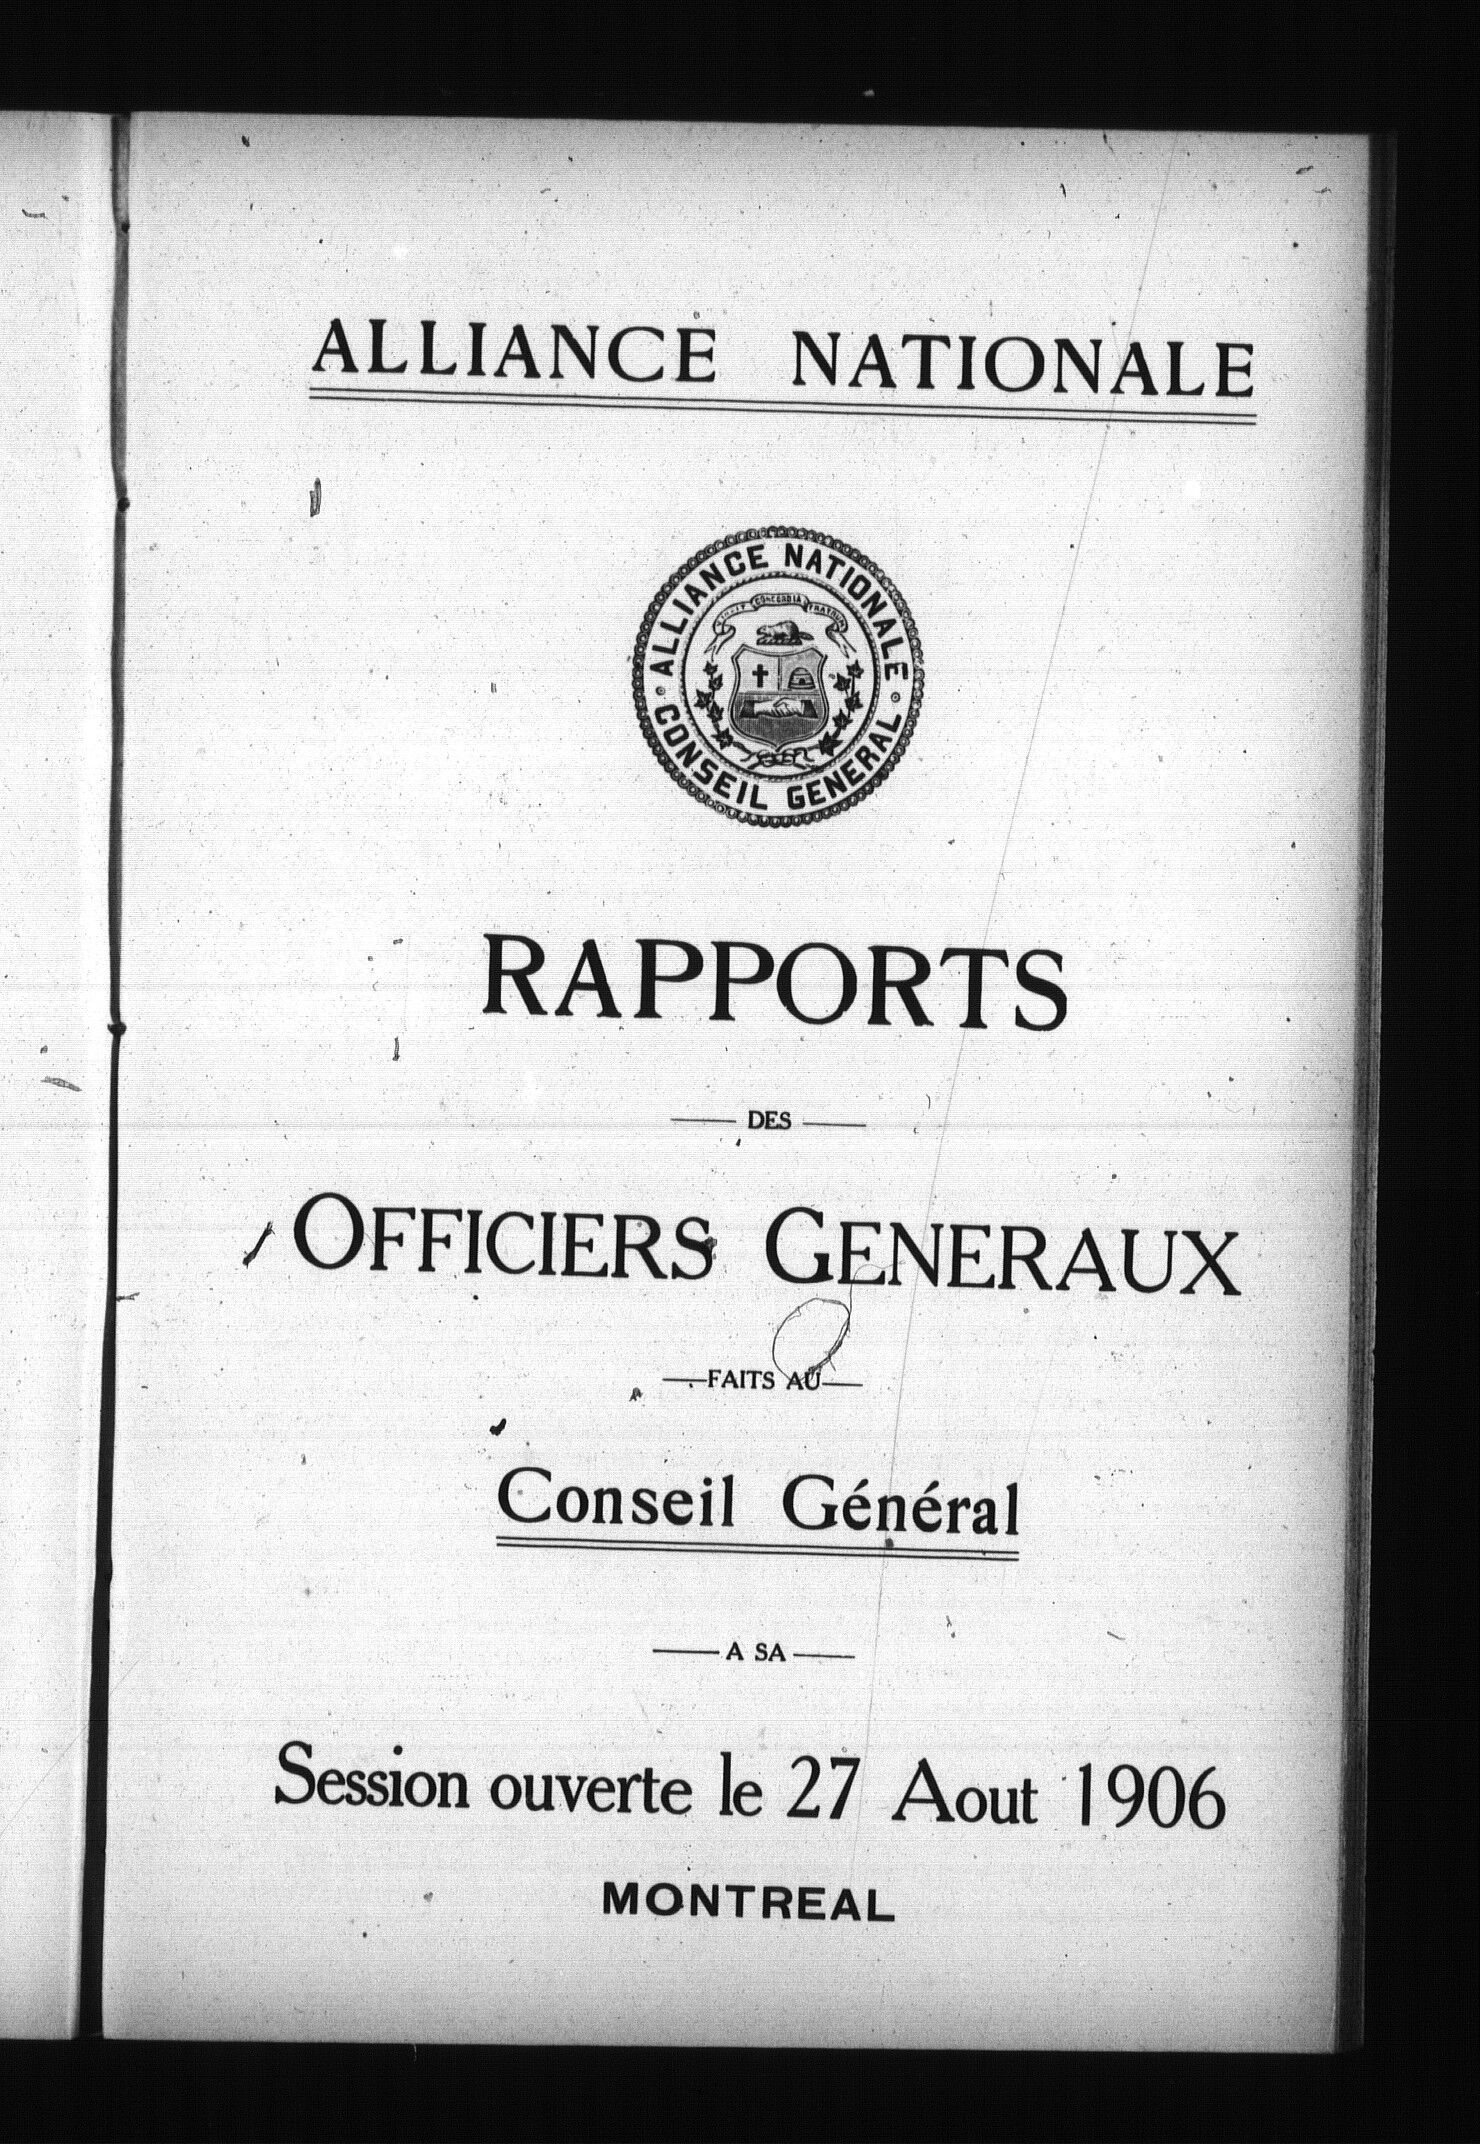 ALLIANCE NATIONALE
ALLIANCE NATIONALE
CONCORDIA FRATRUM
CONSEIL GENERAL
RAPPORTS
DES
OFFICIERS GENERAUX
FAITS AU
Conseil Général
A SA
Session ouverte le 27 Aout 1906
MONTREAL